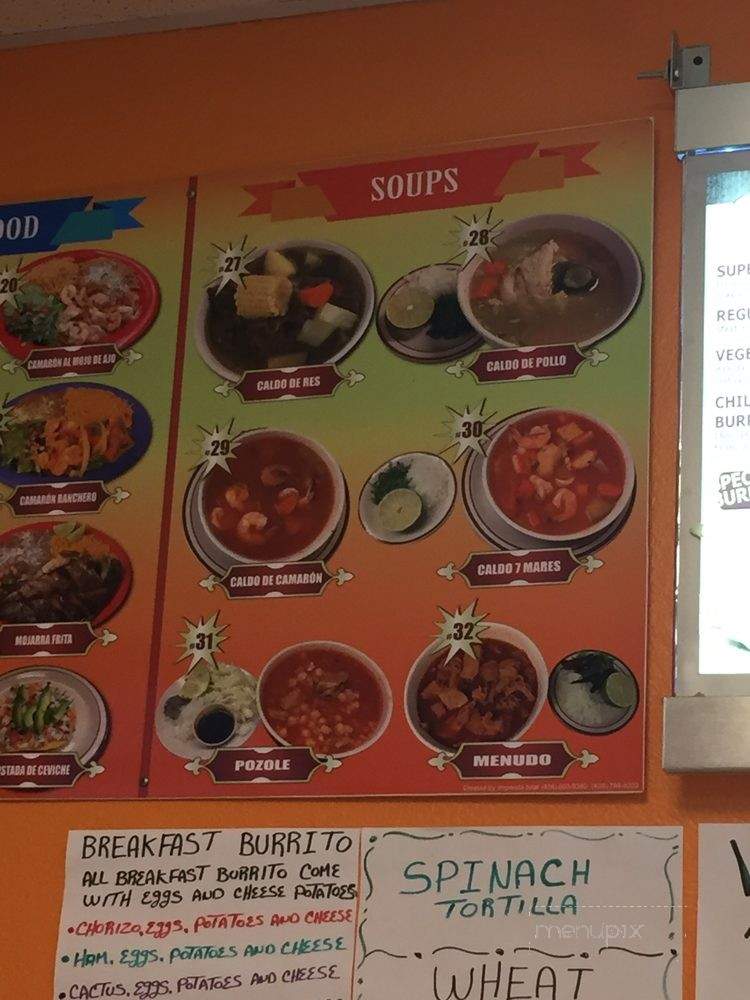 OOD
20
CAMARÓN AL MOJO DE AJO
CAMARÓN RANCHERO
MOJARRA FRITA
STADA DE CEVICHE
SOUPS
#27
CALDO DE RES
#28
CALDO DE POLLO
#29
CALDO DE CAMARÓN
#30
CALDO 7 MARES
#31
POZOLE
#32
MENUDO
SUPE
REGU
VEGE
CHIL
BURR
BREAKFAST BURRITO
ALL BREAKFAST BURRITO COME
WITH EGGS AND CHEESE POTATOES
•CHORIZO, EGGS, POTATOES AND CHEESE
•HAM, EGGS, POTATOES AND CHEESE
•CACTUS, EGGS, POTATOES AND CHEESE
SPINACH
TORTILLA
WHEAT
menupix